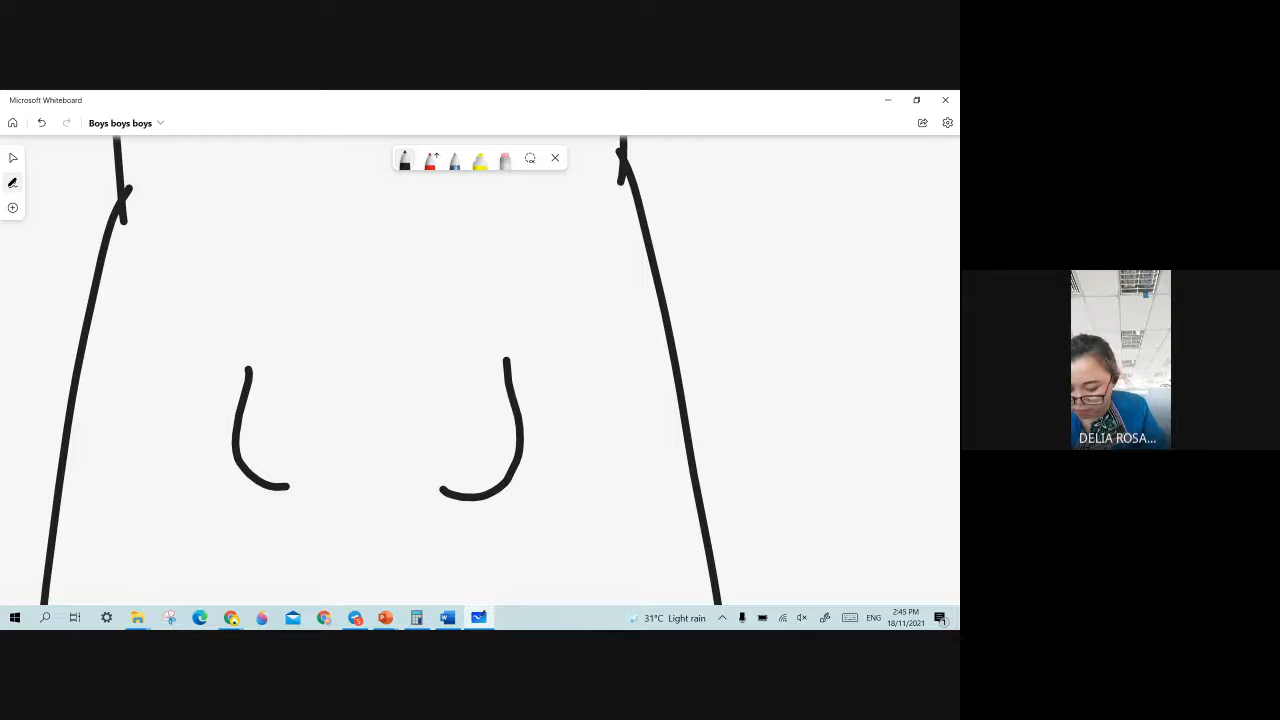 Microsoft Whiteboard
Boys boys boys
DELIA ROSA...
31°C Light rain
ENG
2:45 PM
18/11/2021